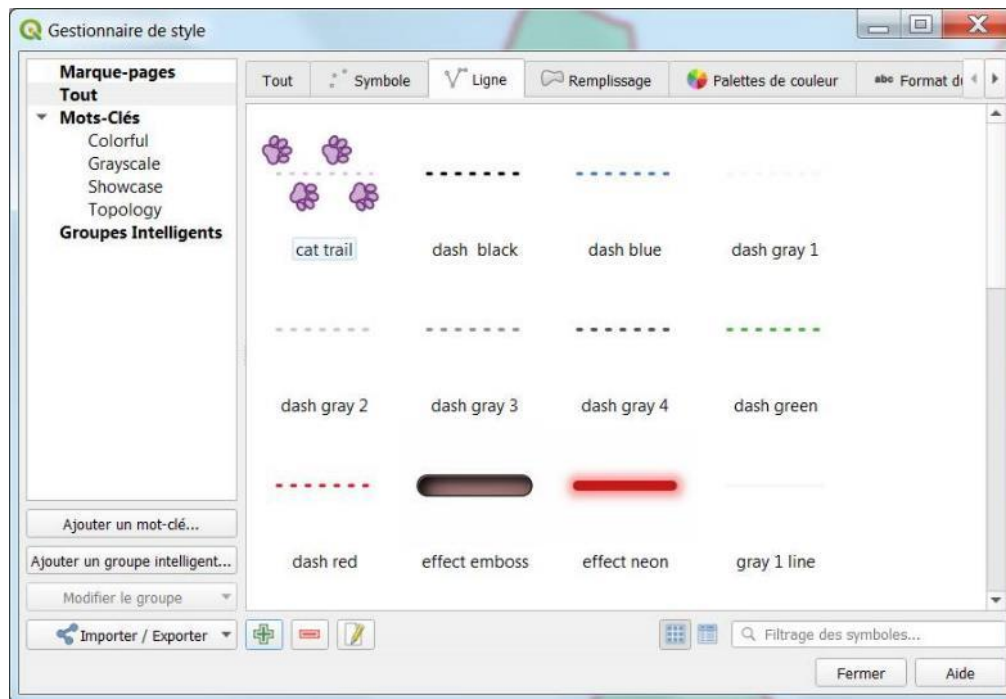 Gestionnaire de style
Marque-pages
Tout
Mots-Clés
Colorful
Grayscale
Showcase
Topology
Groupes Intelligents
Ajouter un mot-clé...
Ajouter un groupe intelligent...
Modifier le groupe
Importer / Exporter
Tout Symbole Ligne Remplissage Palettes de couleur abc Format du
cat trail dash black dash blue dash gray 1
dash gray 2 dash gray 3 dash gray 4 dash green
dash red effect emboss effect neon gray 1 line
Filtrage des symboles...
Fermer Aide